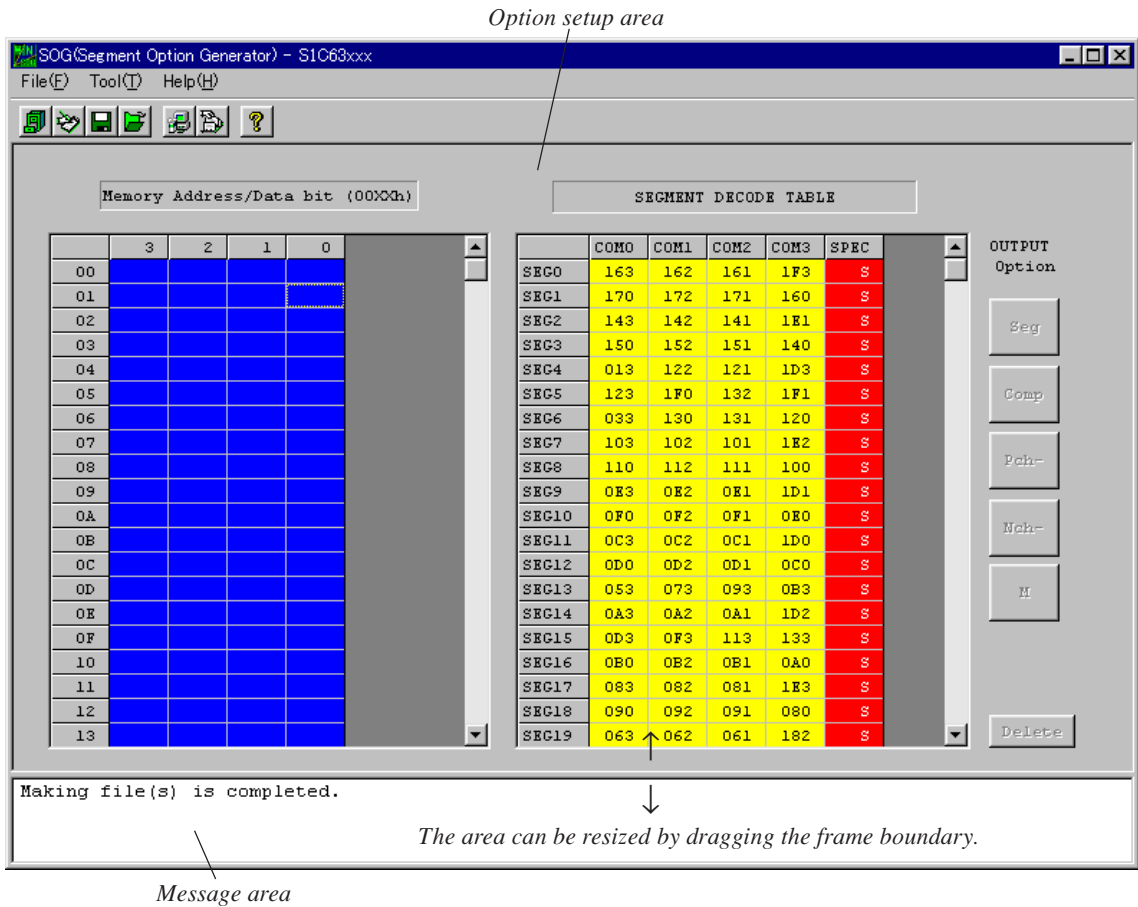 Option setup area
SOG(Segment Option Generator) - S1C63xxx
File(F) Tool(T) Help(H)
Memory Address/Data bit (00XXh)
SEGMENT DECODE TABLE
3 2 1 0
COM0 COM1 COM2 COM3 SPEC
OUTPUT
Option
00
01
02
03
04
05
06
07
08
09
0A
0B
0C
0D
0E
0F
10
11
12
13
SEG0 163 162 161 1F3 S
SEG1 170 172 171 160 S
SEG2 143 142 141 1E1 S
SEG3 150 152 151 140 S
SEG4 013 122 121 1D3 S
SEG5 123 1F0 132 1F1 S
SEG6 033 130 131 120 S
SEG7 103 102 101 1E2 S
SEG8 110 112 111 100 S
SEG9 0E3 0E2 0E1 1D1 S
SEG10 0F0 0F2 0F1 0E0 S
SEG11 0C3 0C2 0C1 1D0 S
SEG12 0D0 0D2 0D1 0C0 S
SEG13 053 073 093 0B3 S
SEG14 0A3 0A2 0A1 1D2 S
SEG15 0D3 0F3 113 133 S
SEG16 0B0 0B2 0B1 0A0 S
SEG17 083 082 081 1E3 S
SEG18 090 092 091 080 S
SEG19 063 062 061 182 S
Seg
Comp
Pch-
Nch-
M
Delete
Making file(s) is completed.
The area can be resized by dragging the frame boundary.
Message area